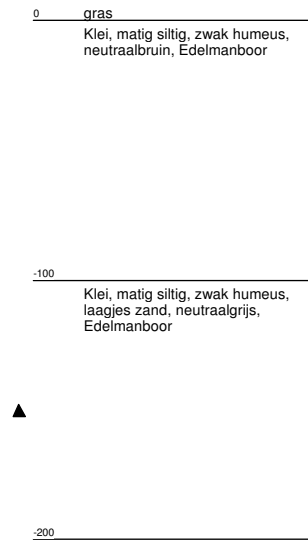 0 gras
Klei, matig siltig, zwak humeus,
neutraalbruin, Edelmanboor
-100
Klei, matig siltig, zwak humeus,
laagjes zand, neutraalgrijs,
Edelmanboor
-200